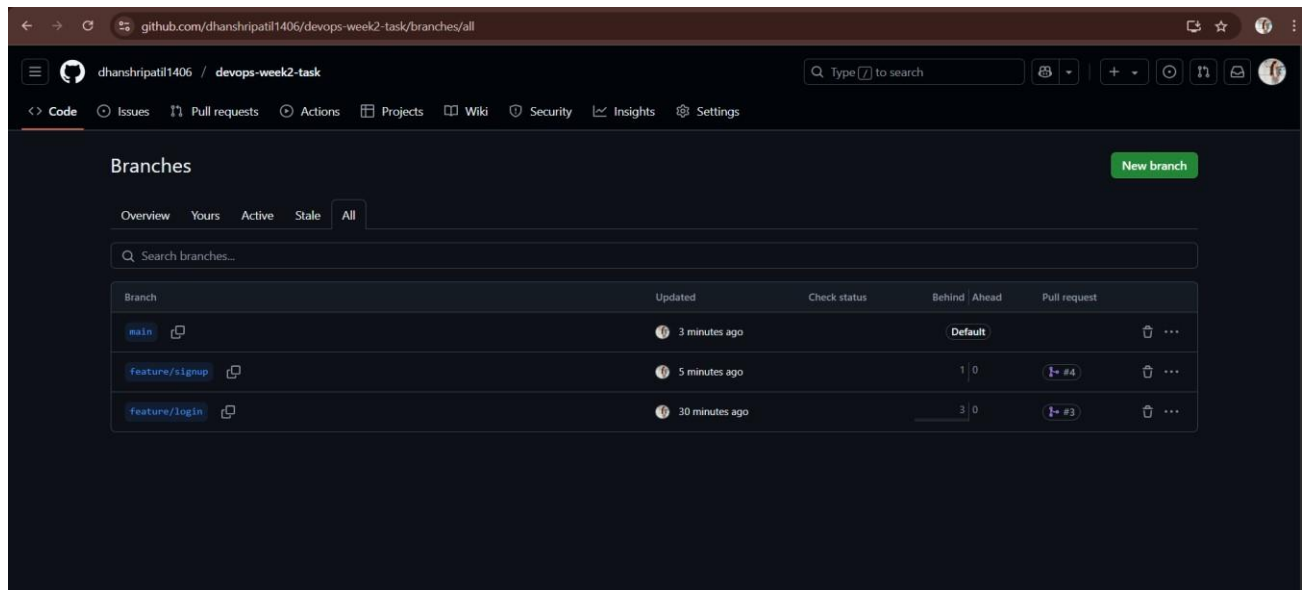 github.com/dhanshripatil1406/devops-week2-task/branches/all
dhanshripatil1406 / devops-week2-task
Type / to search
<> Code Issues Pull requests Actions Projects Wiki Security Insights Settings
Branches
New branch
Overview Yours Active Stale All
Search branches...
Branch Updated Check status Behind Ahead Pull request
main 3 minutes ago Default
feature/signup 5 minutes ago 1 0 #4
feature/login 30 minutes ago 3 0 #3